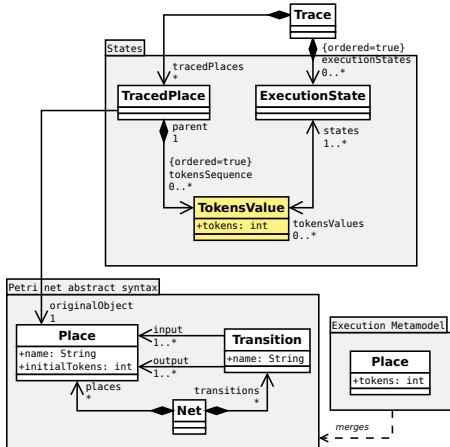 Trace
States
{ordered=true}
executionStates
0..*
tracedPlaces
*
TracedPlace
ExecutionState
parent
1
states
1..*
{ordered=true}
tokensSequence
0..*
TokensValue
+tokens: int
tokensValues
0..*
Petri net abstract syntax
originalObject
1
Place
+name: String
+initialTokens: int
input
1..*
output
1..*
Transition
+name: String
places
*
transitions
*
Net
Execution Metamodel
Place
+tokens: int
merges